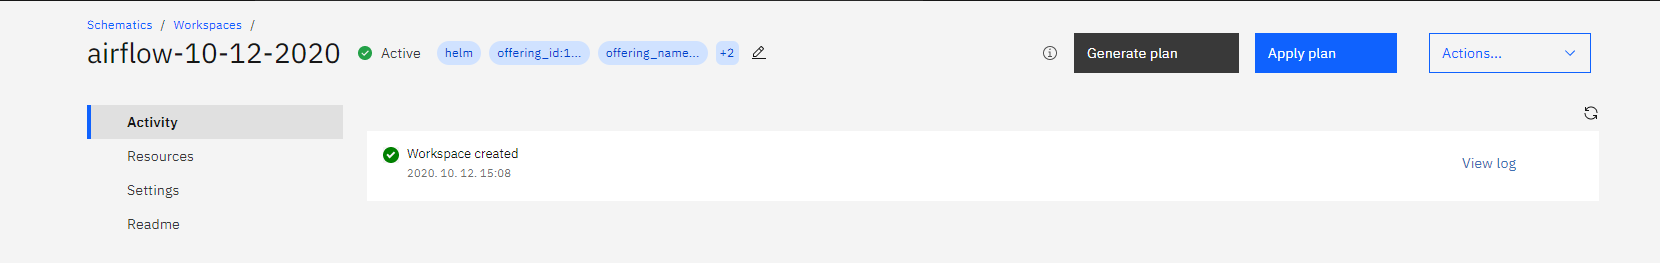 Schematics / Workspaces /
airflow-10-12-2020 Active helm offering_id:1... offering_name... +2 Generate plan Apply plan Actions...
Activity
Resources
Settings
Readme
Workspace created
2020. 10. 12. 15:08
View log